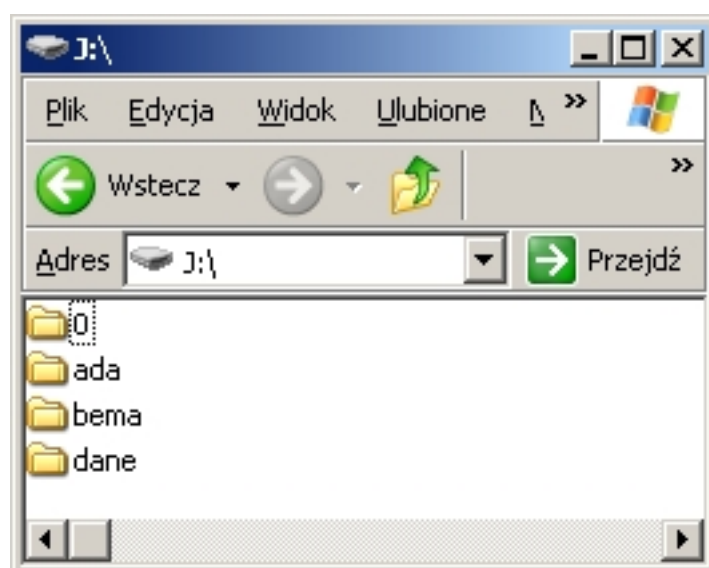 J:\
Plik Edycja Widok Ulubione »
Wstecz »
Adres J:\ Przejdź
0
ada
bema
dane